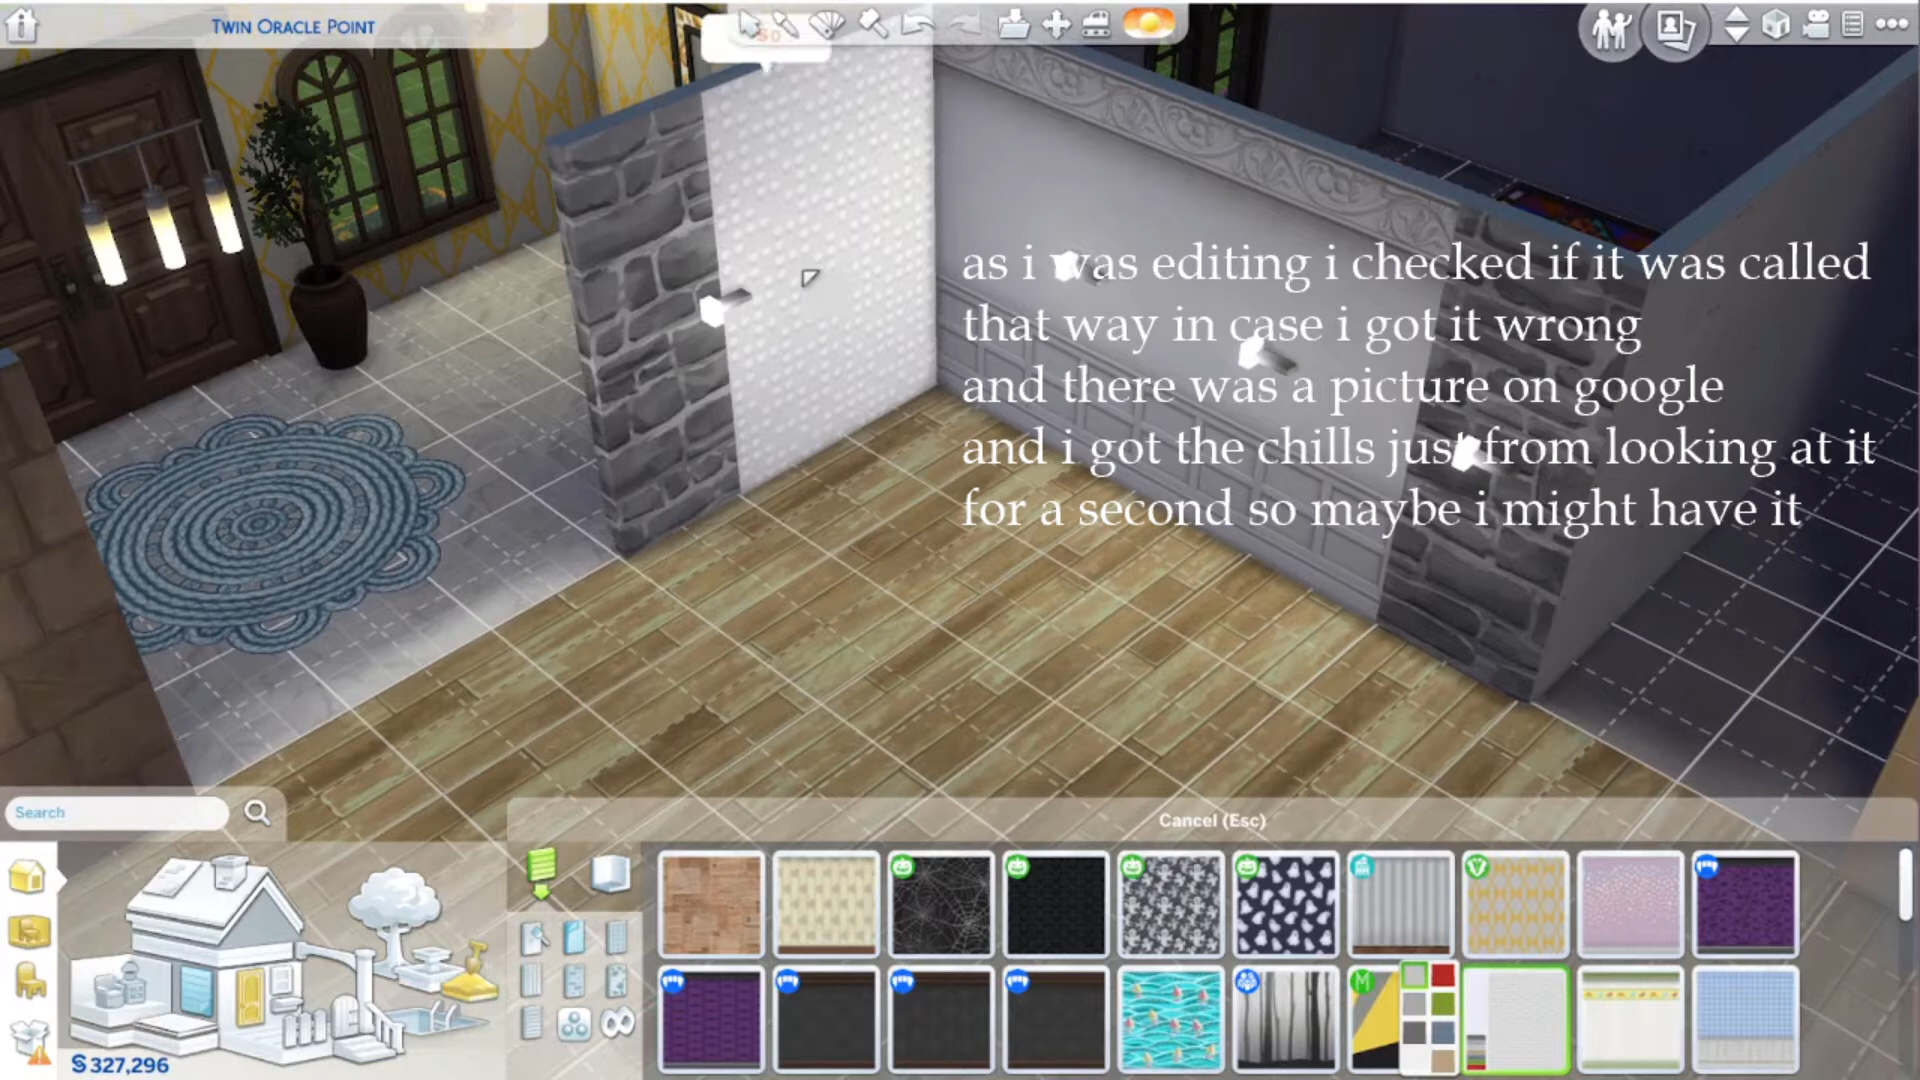 TWIN ORACLE POINT
as i was editing i checked if it was called
that way in case i got it wrong
and there was a picture on google
and i got the chills just from looking at it
for a second so maybe i might have it
Search
Cancel (Esc)
M
§327,296